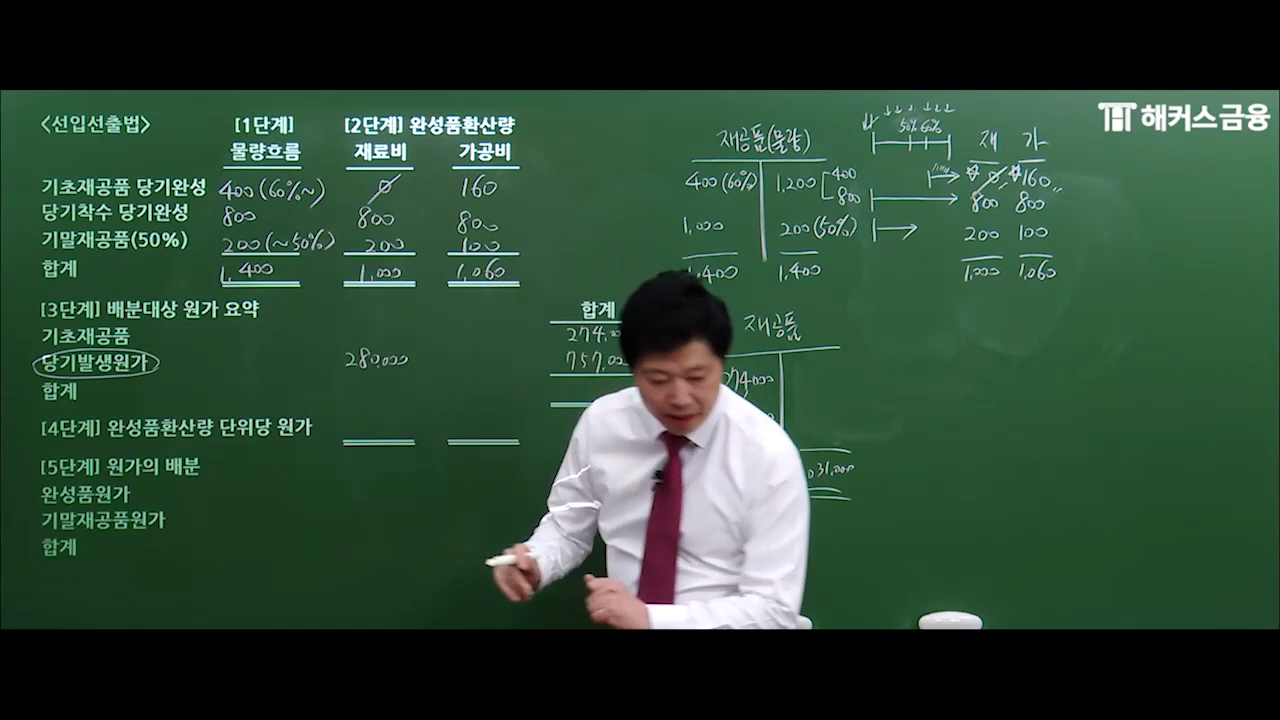 해커스금융
<선입선출법>
[1단계] [2단계] 완성품환산량
물량흐름 재료비 가공비
기초재공품 당기완성 400(60%~) 0 160
당기착수 당기완성 800 800 800
기말재공품(50%) 200(~50%) 200 100
합계 1,400 1,000 1,060
[3단계] 배분대상 원가 요약 합계
기초재공품
당기발생원가 280,000
합계
[4단계] 완성품환산량 단위당 원가
[5단계] 원가의 배분
완성품원가
기말재공품원가
합계
50% 60%
재공품(물량) 재 가
400(60%) 1,200 400 0 160
800 800 800
1,000 200(50%) 200 100
1,400 1,400 1,000 1,060
재공품